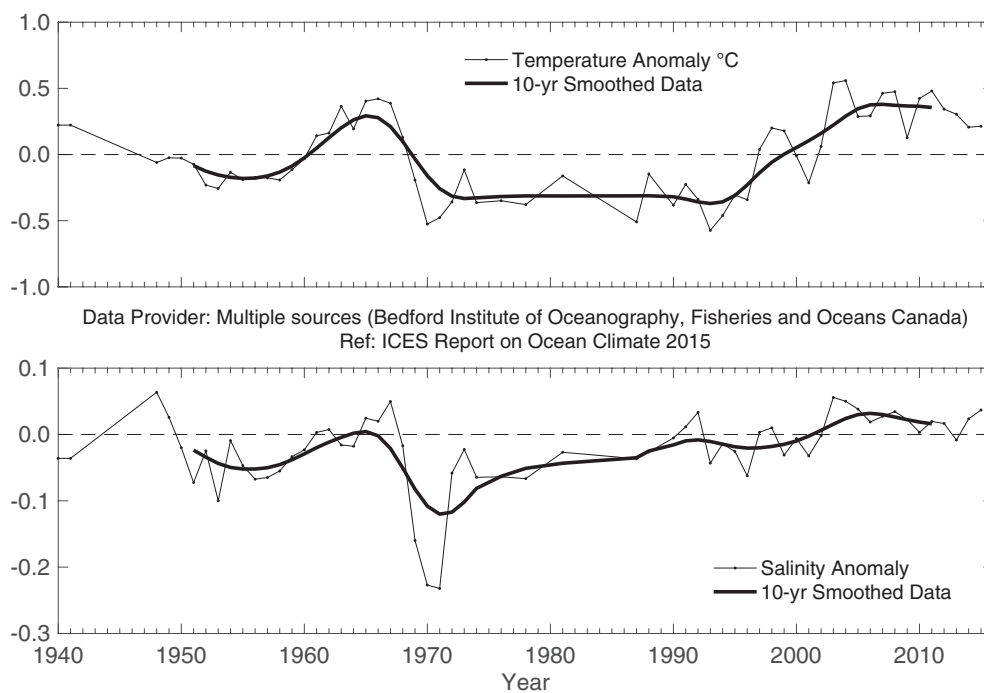 1.0
0.5
0.0
-0.5
-1.0
Temperature Anomaly °C
10-yr Smoothed Data
Data Provider: Multiple sources (Bedford Institute of Oceanography, Fisheries and Oceans Canada)
Ref: ICES Report on Ocean Climate 2015
0.1
0.0
-0.1
-0.2
-0.3
Salinity Anomaly
10-yr Smoothed Data
1940 1950 1960 1970 1980 1990 2000 2010
Year